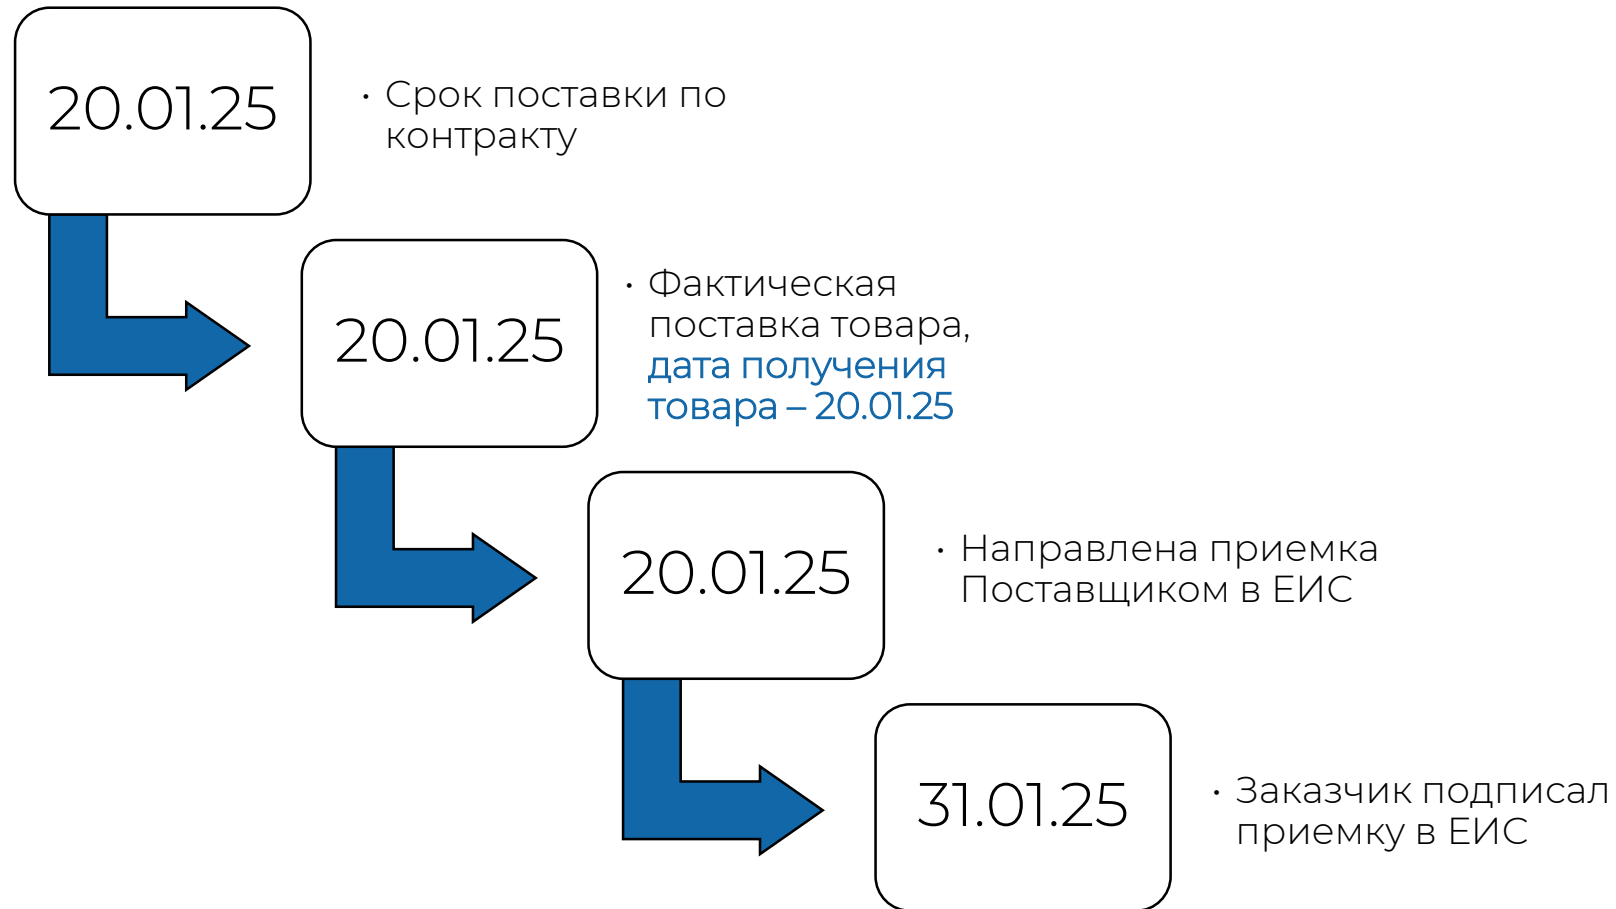 20.01.25
· Срок поставки по
контракту
20.01.25
· Фактическая
поставка товара,
дата получения
товара – 20.01.25
20.01.25
· Направлена приемка
Поставщиком в ЕИС
31.01.25
· Заказчик подписал
приемку в ЕИС